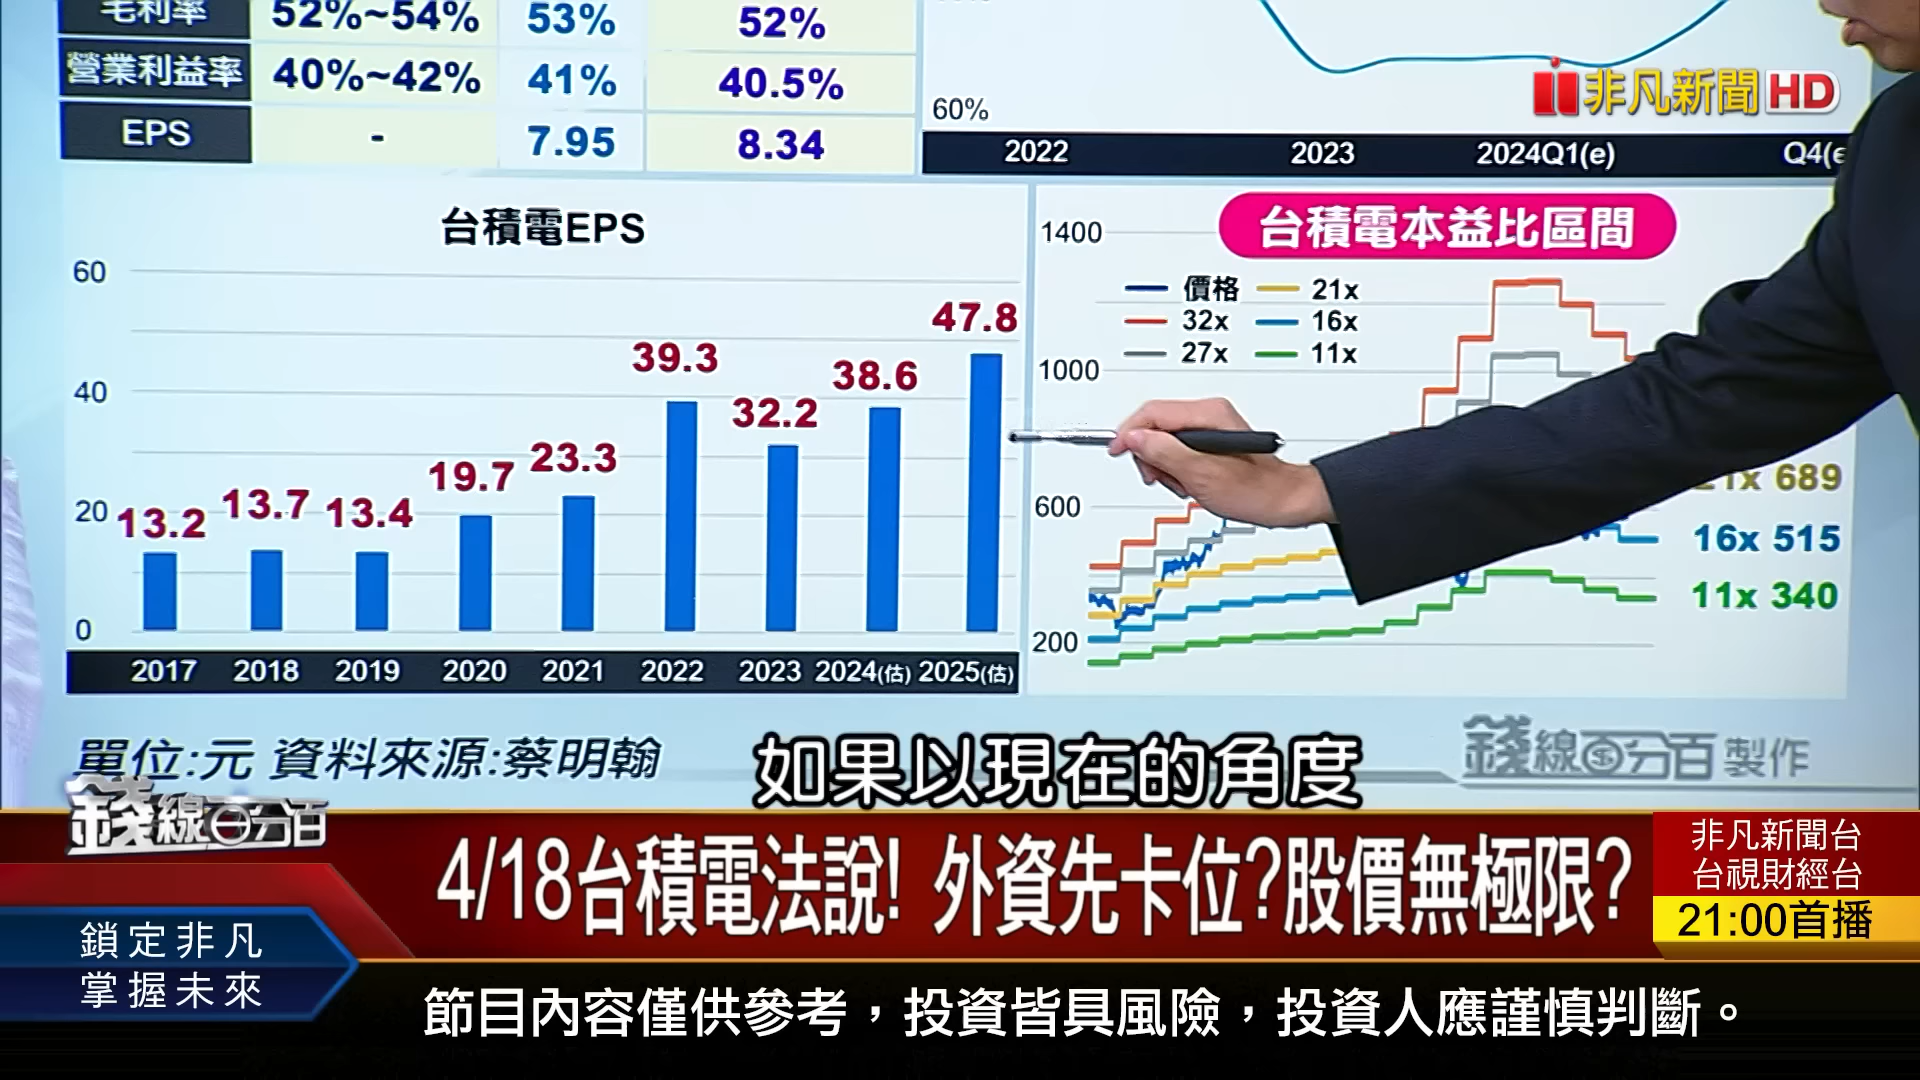 毛利率 52%~54% 53% 52%
營業利益率 40%~42% 41% 40.5%
EPS - 7.95 8.34
60%
2022 2023 2024Q1(e) Q4(e
非凡新聞HD
台積電EPS
60
40
20
0
13.2 13.7 13.4 19.7 23.3 39.3 32.2 38.6 47.8
2017 2018 2019 2020 2021 2022 2023 2024(估) 2025(估)
台積電本益比區間
1400
1000
600
200
價格 21x
32x 16x
27x 11x
21x 689
16x 515
11x 340
單位:元 資料來源:蔡明翰
錢線百分百製作
如果以現在的角度
錢線百分百
4/18台積電法說! 外資先卡位?股價無極限?
非凡新聞台
台視財經台
21:00首播
鎖定非凡
掌握未來
節目內容僅供參考，投資皆具風險，投資人應謹慎判斷。